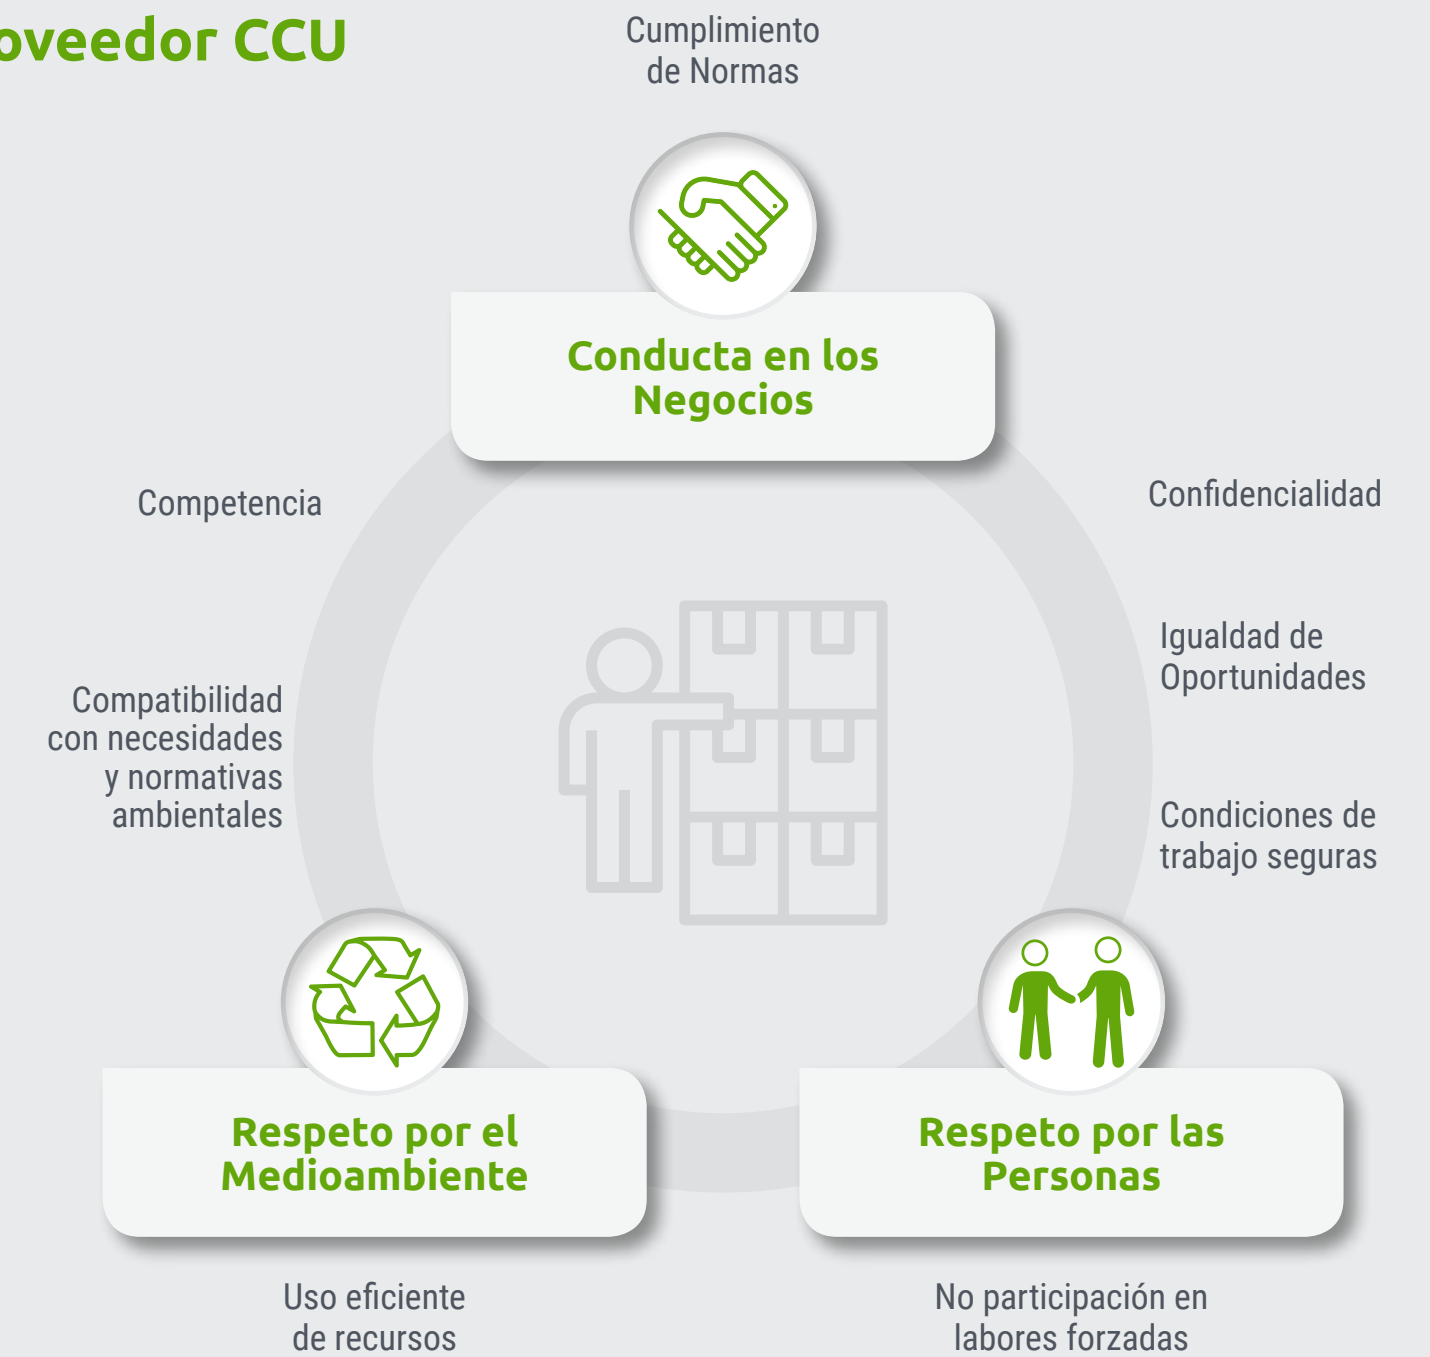 oveedor CCU
Cumplimiento
de Normas
Conducta en los
Negocios
Competencia
Confidencialidad
Igualdad de
Oportunidades
Compatibilidad
con necesidades
y normativas
ambientales
Condiciones de
trabajo seguras
Respeto por el
Medioambiente
Respeto por las
Personas
Uso eficiente
de recursos
No participación en
labores forzadas